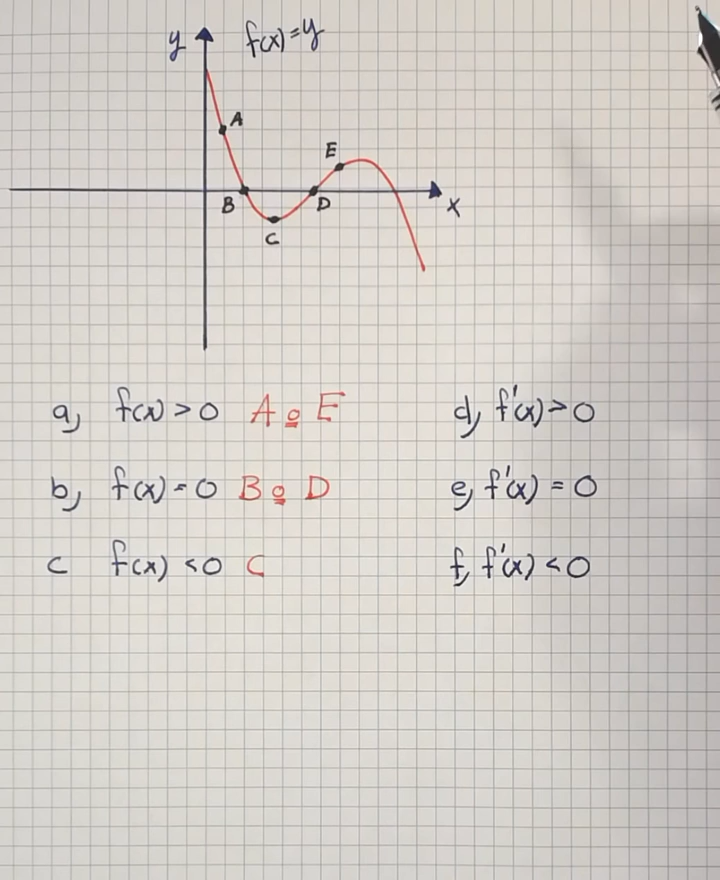 y f(x)=y
A
E
B D x
C
a) f(x) > 0 A o E
b) f(x) = 0 B o D
c f(x) < 0 C
d) f'(x) > 0
e) f'(x) = 0
f) f'(x) < 0